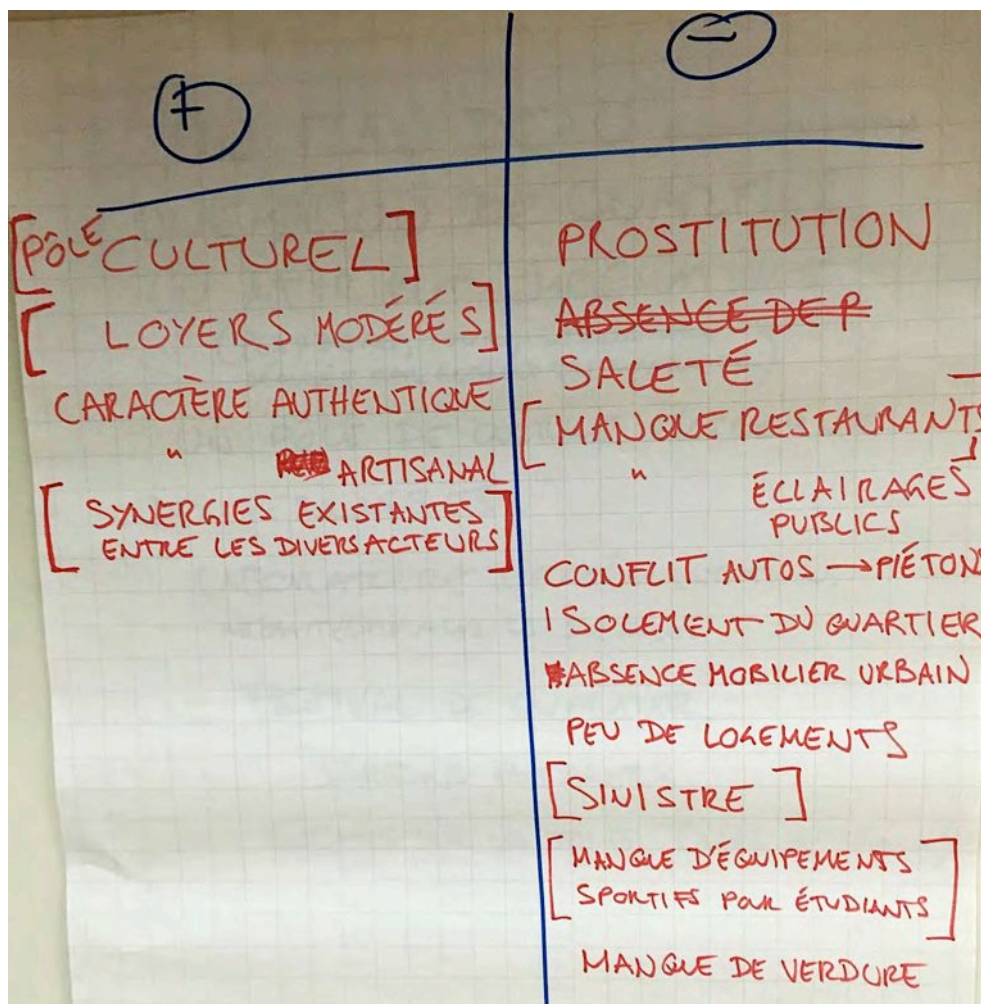 +
[PÔLE CULTUREL]
[LOYERS MODÉRÉS]
CARACTÈRE AUTHENTIQUE
" ARTISANAL
[SYNERGIES EXISTANTES
ENTRE LES DIVERS ACTEURS]
-
PROSTITUTION
ABSENCE DE P
SALETÉ
[MANQUE RESTAURANTS]
" ÉCLAIRAGES
PUBLICS
CONFLIT AUTOS → PIÉTONS
ISOLEMENT DU QUARTIER
ABSENCE MOBILIER URBAIN
PEU DE LOGEMENTS
[SINISTRE]
[MANQUE D'ÉQUIPEMENTS
SPORTIFS POUR ÉTUDIANTS]
MANQUE DE VERDURE